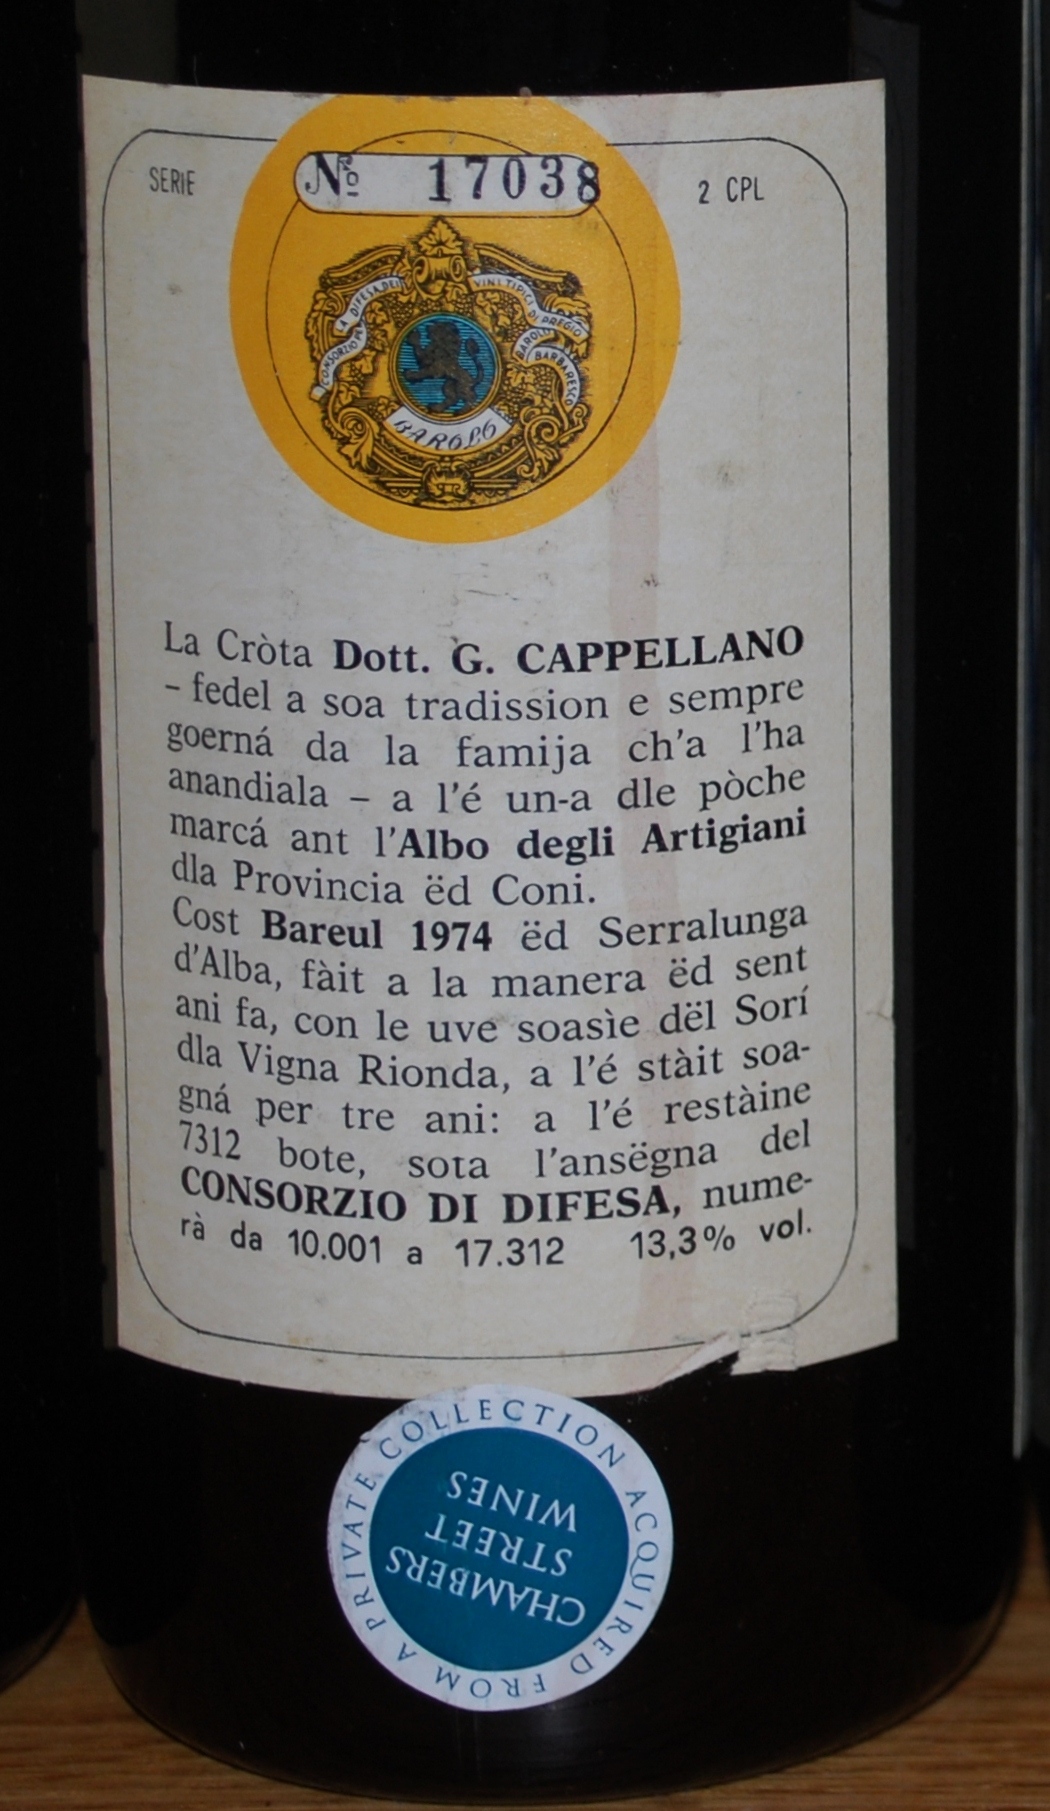 SERIE
No 17038
2 CPL
CONSORZIO PER LA DIFESA DEI VINI TIPICI DI PREGIO
BAROLO BARBARESCO
BAROLO
La Cròta Dott. G. CAPPELLANO
– fedel a soa tradission e sempre
goerná da la famija ch'a l'ha
anandiala – a l'é un-a dle pòche
marcá ant l'Albo degli Artigiani
dla Provincia ëd Coni.
Cost Bareul 1974 ëd Serralunga
d'Alba, fàit a la manera ëd sent
ani fa, con le uve soasìe dël Sorí
dla Vigna Rionda, a l'é stàit soa-
gná per tre ani: a l'é restàine
7312 bote, sota l'ansëgna del
CONSORZIO DI DIFESA, nume-
rà da 10.001 a 17.312 13,3% vol.
ACQUIRED FROM A PRIVATE COLLECTION
CHAMBERS
STREET
WINES